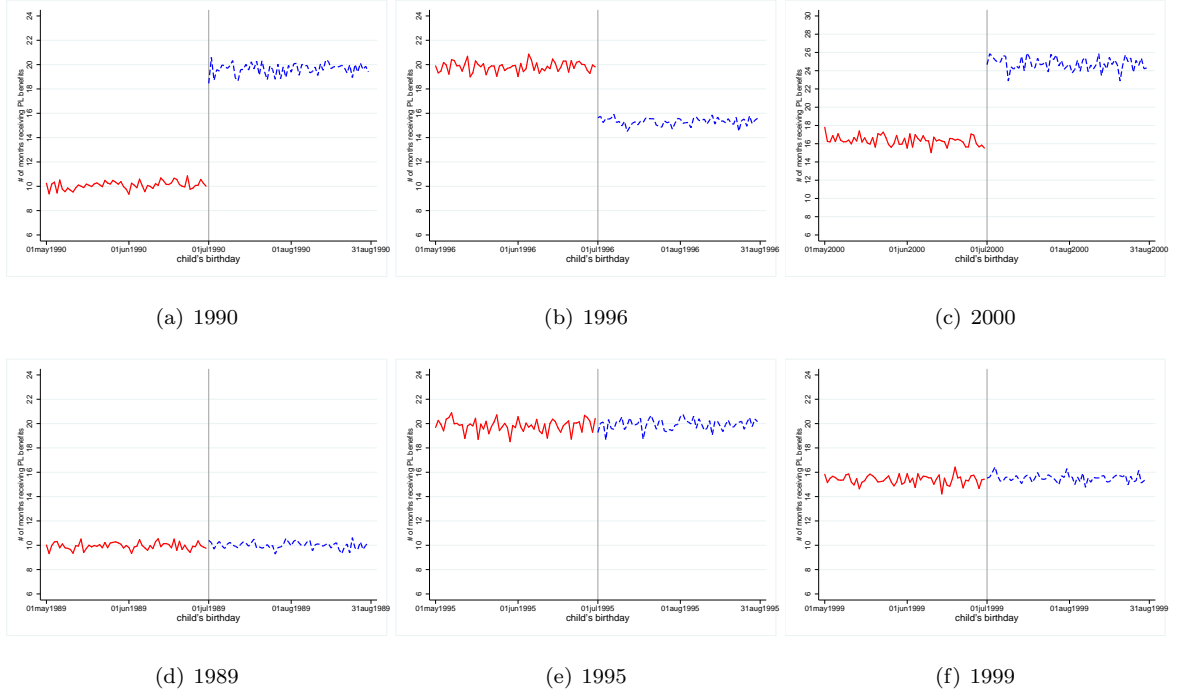 24
22
20
18
16
14
12
10
8
6
# of months receiving PL benefits
01may1990 01jun1990 01jul1990 01aug1990 31aug1990
child's birthday
(a) 1990
24
22
20
18
16
14
12
10
8
6
# of months receiving PL benefits
01may1996 01jun1996 01jul1996 01aug1996 31aug1996
child's birthday
(b) 1996
30
28
26
24
22
20
18
16
14
12
10
8
6
# of months receiving PL benefits
01may2000 01jun2000 01jul2000 01aug2000 31aug2000
child's birthday
(c) 2000
24
22
20
18
16
14
12
10
8
6
# of months receiving PL benefits
01may1989 01jun1989 01jul1989 01aug1989 31aug1989
child's birthday
(d) 1989
24
22
20
18
16
14
12
10
8
6
# of months receiving PL benefits
01may1995 01jun1995 01jul1995 01aug1995 31aug1995
child's birthday
(e) 1995
24
22
20
18
16
14
12
10
8
6
# of months receiving PL benefits
01may1999 01jun1999 01jul1999 01aug1999 31aug1999
child's birthday
(f) 1999